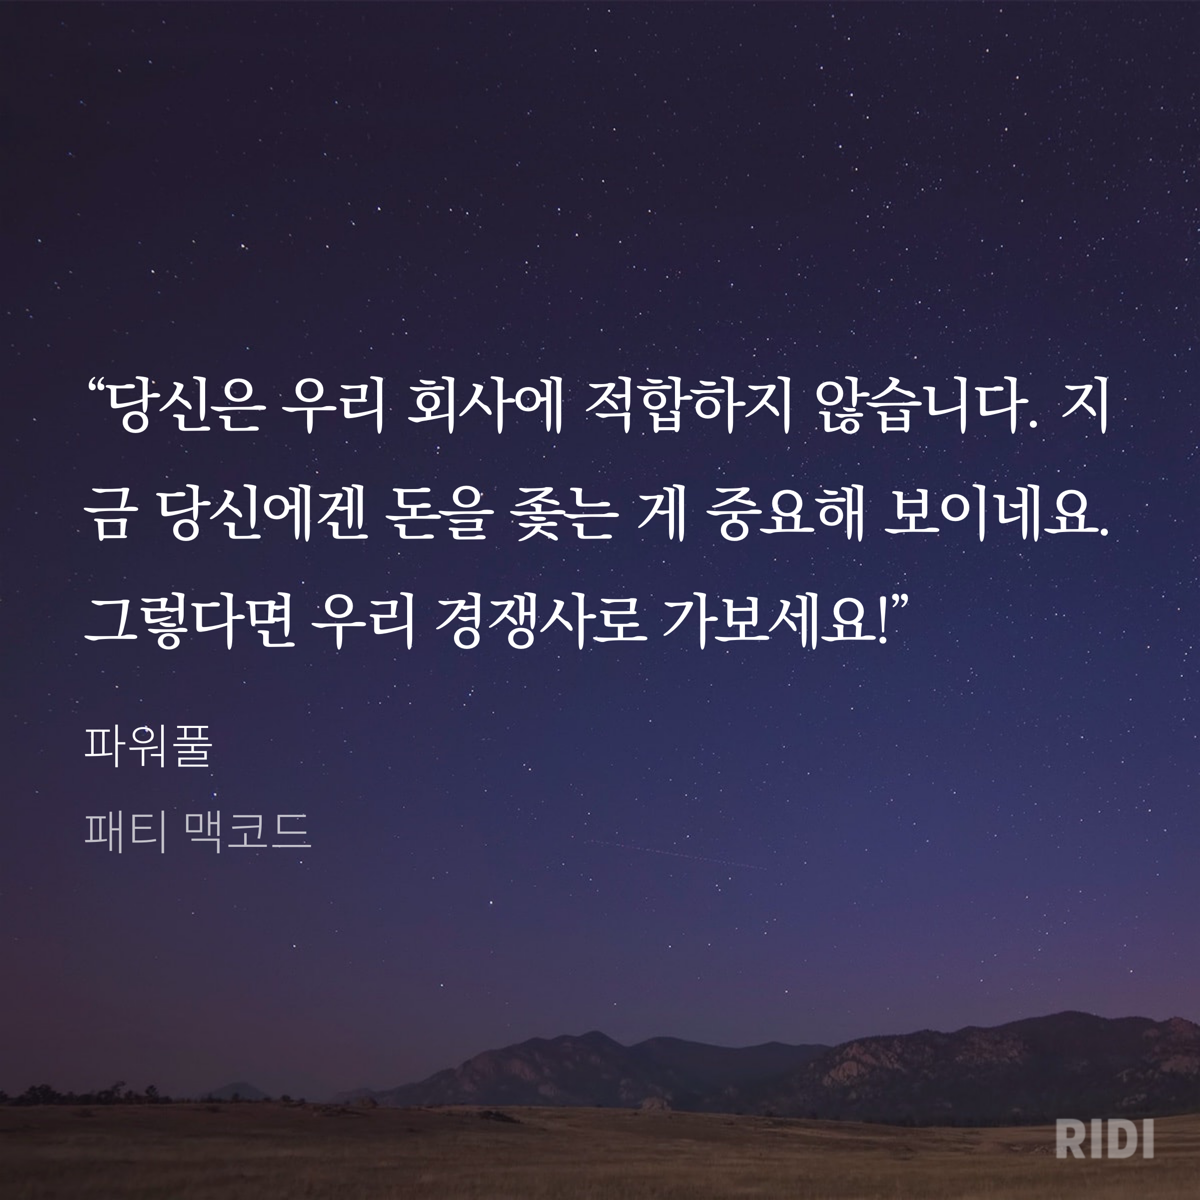 “당신은 우리 회사에 적합하지 않습니다. 지
금 당신에겐 돈을 좇는 게 중요해 보이네요.
그렇다면 우리 경쟁사로 가보세요!”
파워풀
패티 맥코드
RIDI